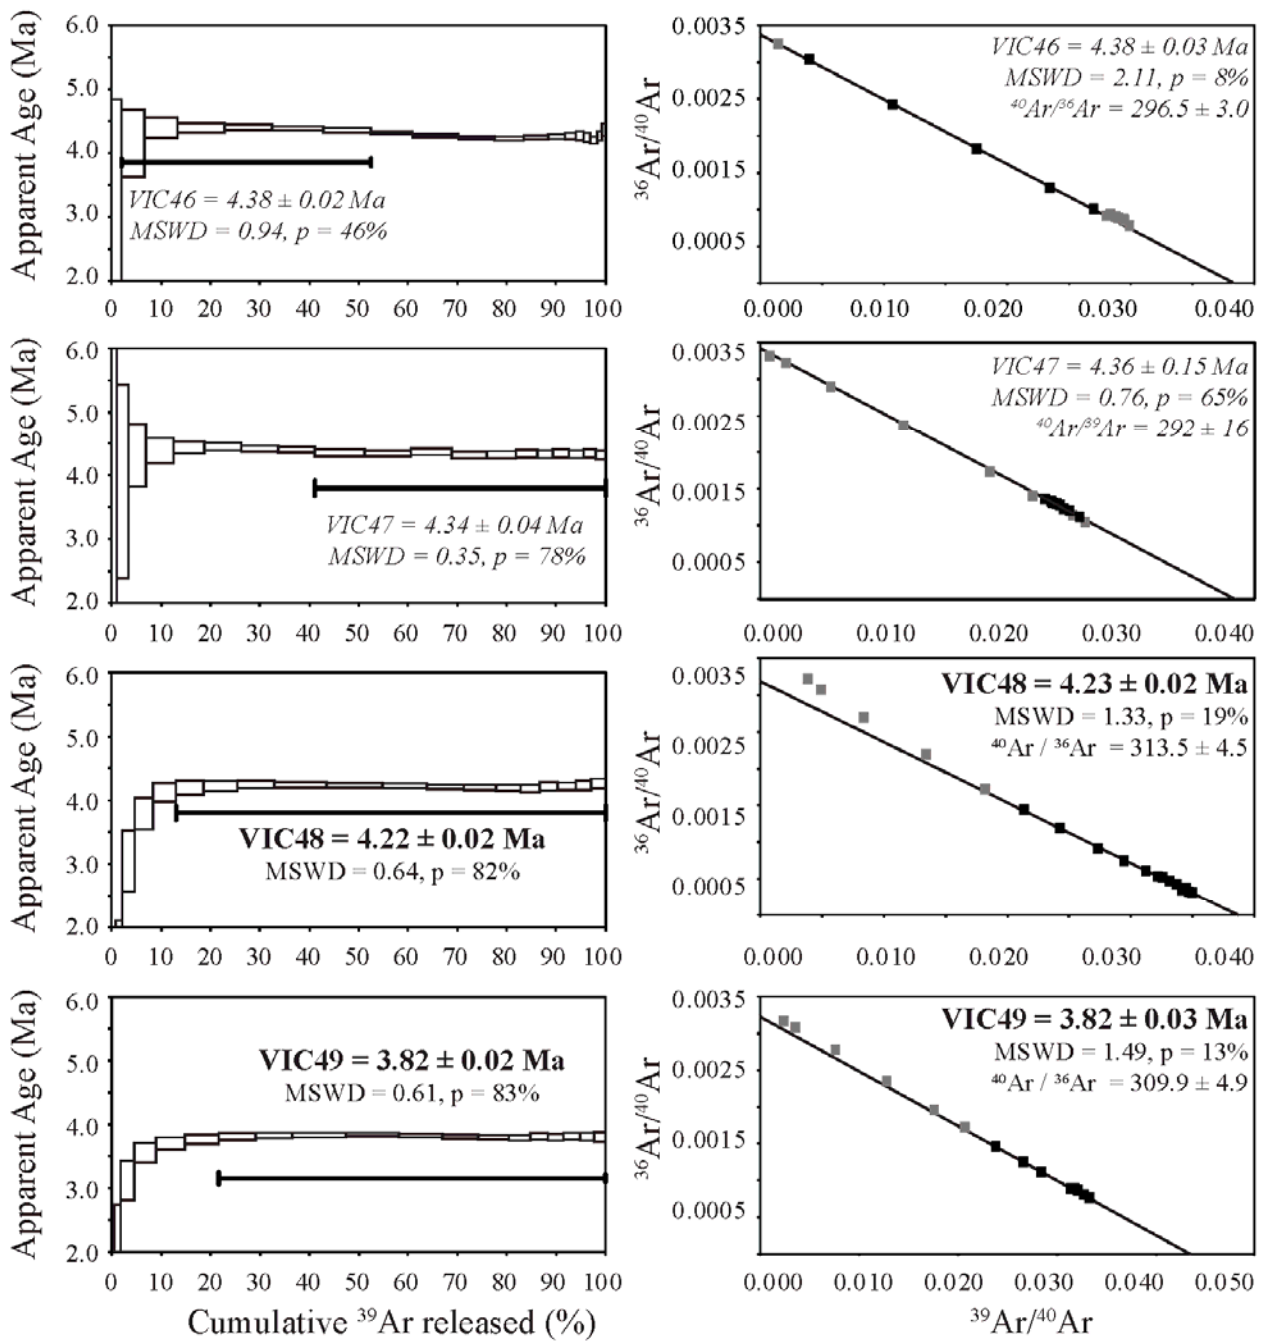 Apparent Age (Ma)
6.0
5.0
4.0
3.0
2.0
VIC46 = 4.38 ± 0.02 Ma
MSWD = 0.94, p = 46%
0 10 20 30 40 50 60 70 80 90 100
³⁶Ar/⁴⁰Ar
0.0035
0.0025
0.0015
0.0005
VIC46 = 4.38 ± 0.03 Ma
MSWD = 2.11, p = 8%
⁴⁰Ar/³⁶Ar = 296.5 ± 3.0
0.000 0.010 0.020 0.030 0.040
Apparent Age (Ma)
6.0
5.0
4.0
3.0
2.0
VIC47 = 4.34 ± 0.04 Ma
MSWD = 0.35, p = 78%
0 10 20 30 40 50 60 70 80 90 100
³⁶Ar/⁴⁰Ar
0.0035
0.0025
0.0015
0.0005
VIC47 = 4.36 ± 0.15 Ma
MSWD = 0.76, p = 65%
⁴⁰Ar/³⁹Ar = 292 ± 16
0.000 0.010 0.020 0.030 0.040
Apparent Age (Ma)
6.0
5.0
4.0
3.0
2.0
VIC48 = 4.22 ± 0.02 Ma
MSWD = 0.64, p = 82%
0 10 20 30 40 50 60 70 80 90 100
³⁶Ar/⁴⁰Ar
0.0035
0.0025
0.0015
0.0005
VIC48 = 4.23 ± 0.02 Ma
MSWD = 1.33, p = 19%
⁴⁰Ar / ³⁶Ar = 313.5 ± 4.5
0.000 0.010 0.020 0.030 0.040
Apparent Age (Ma)
6.0
5.0
4.0
3.0
2.0
VIC49 = 3.82 ± 0.02 Ma
MSWD = 0.61, p = 83%
0 10 20 30 40 50 60 70 80 90 100
Cumulative ³⁹Ar released (%)
³⁶Ar/⁴⁰Ar
0.0035
0.0025
0.0015
0.0005
VIC49 = 3.82 ± 0.03 Ma
MSWD = 1.49, p = 13%
⁴⁰Ar / ³⁶Ar = 309.9 ± 4.9
0.000 0.010 0.020 0.030 0.040 0.050
³⁹Ar/⁴⁰Ar